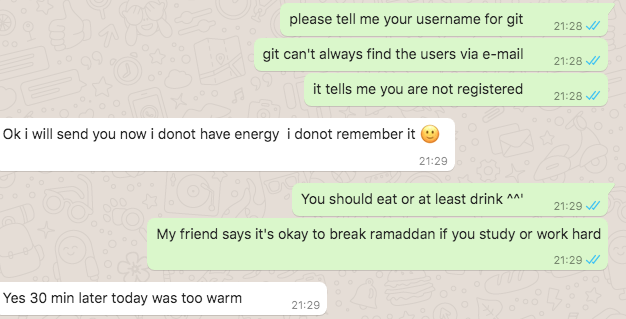 please tell me your username for git
21:28
git can't always find the users via e-mail
21:28
it tells me you are not registered
21:28
Ok i will send you now i donot have energy  i donot remember it 🙂
21:29
You should eat or at least drink ^^'
21:29
My friend says it's okay to break ramaddan if you study or work hard
21:29
Yes 30 min later today was too warm
21:29